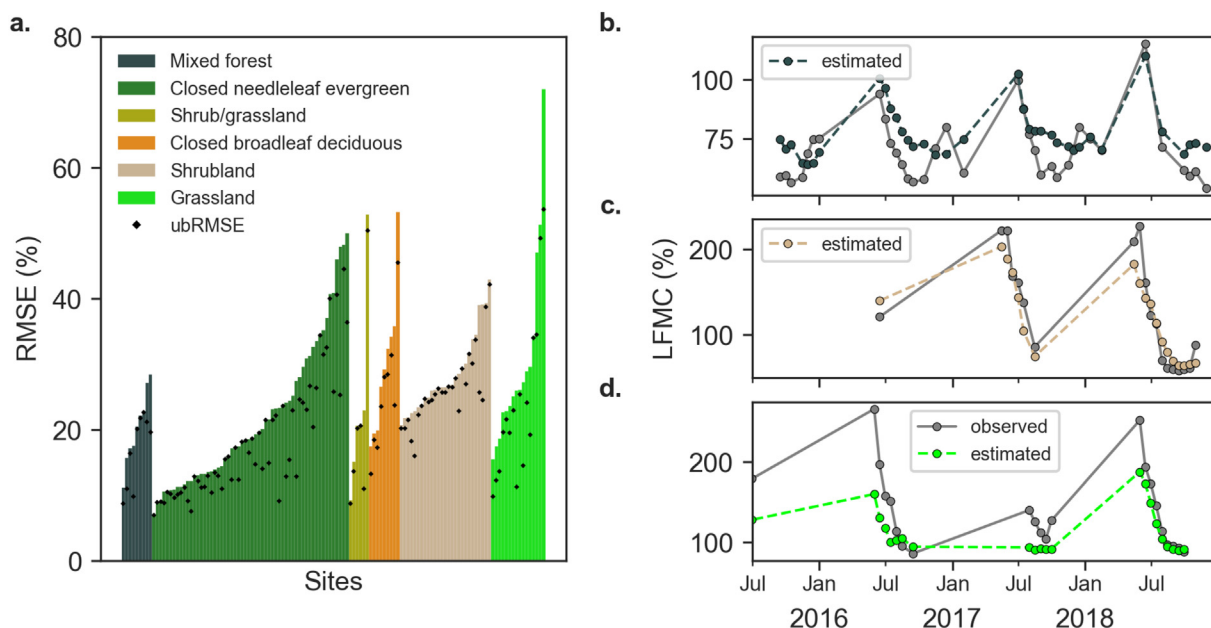 a.
80
60
40
20
0
RMSE (%)
Mixed forest
Closed needleleaf evergreen
Shrub/grassland
Closed broadleaf deciduous
Shrubland
Grassland
ubRMSE
Sites
b.
100
75
estimated
c.
200
100
estimated
LFMC (%)
d.
200
100
observed
estimated
Jul Jan Jul Jan Jul Jan Jul
2016 2017 2018